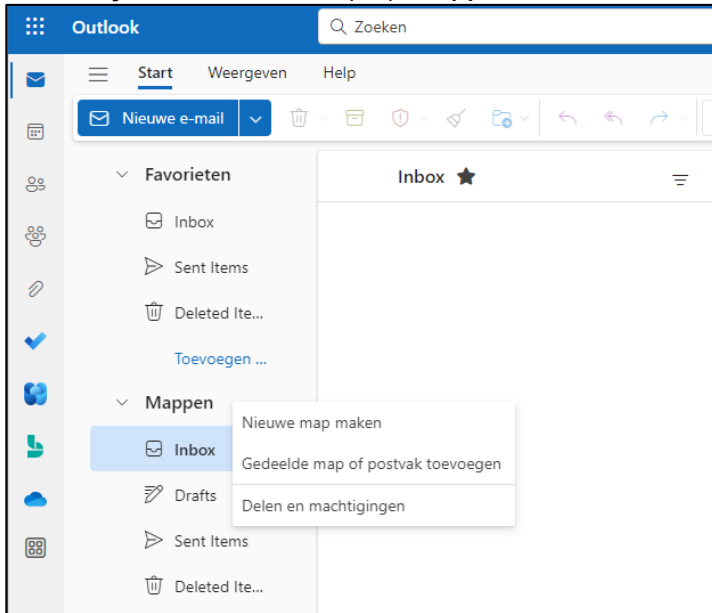 Outlook
Zoeken
Start Weergeven Help
Nieuwe e-mail
Favorieten
Inbox
Inbox
Sent Items
Deleted Ite...
Toevoegen ...
Mappen
Nieuwe map maken
Inbox
Gedeelde map of postvak toevoegen
Drafts
Delen en machtigingen
Sent Items
Deleted Ite...